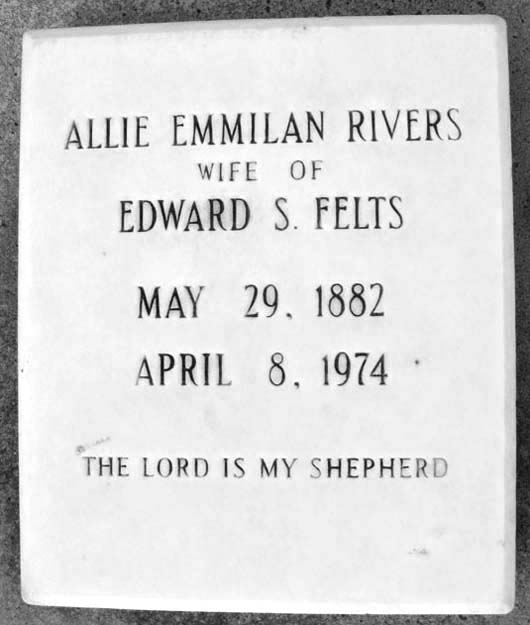 ALLIE EMMILAN RIVERS
WIFE OF
EDWARD S. FELTS
MAY 29, 1882
APRIL 8, 1974
THE LORD IS MY SHEPHERD